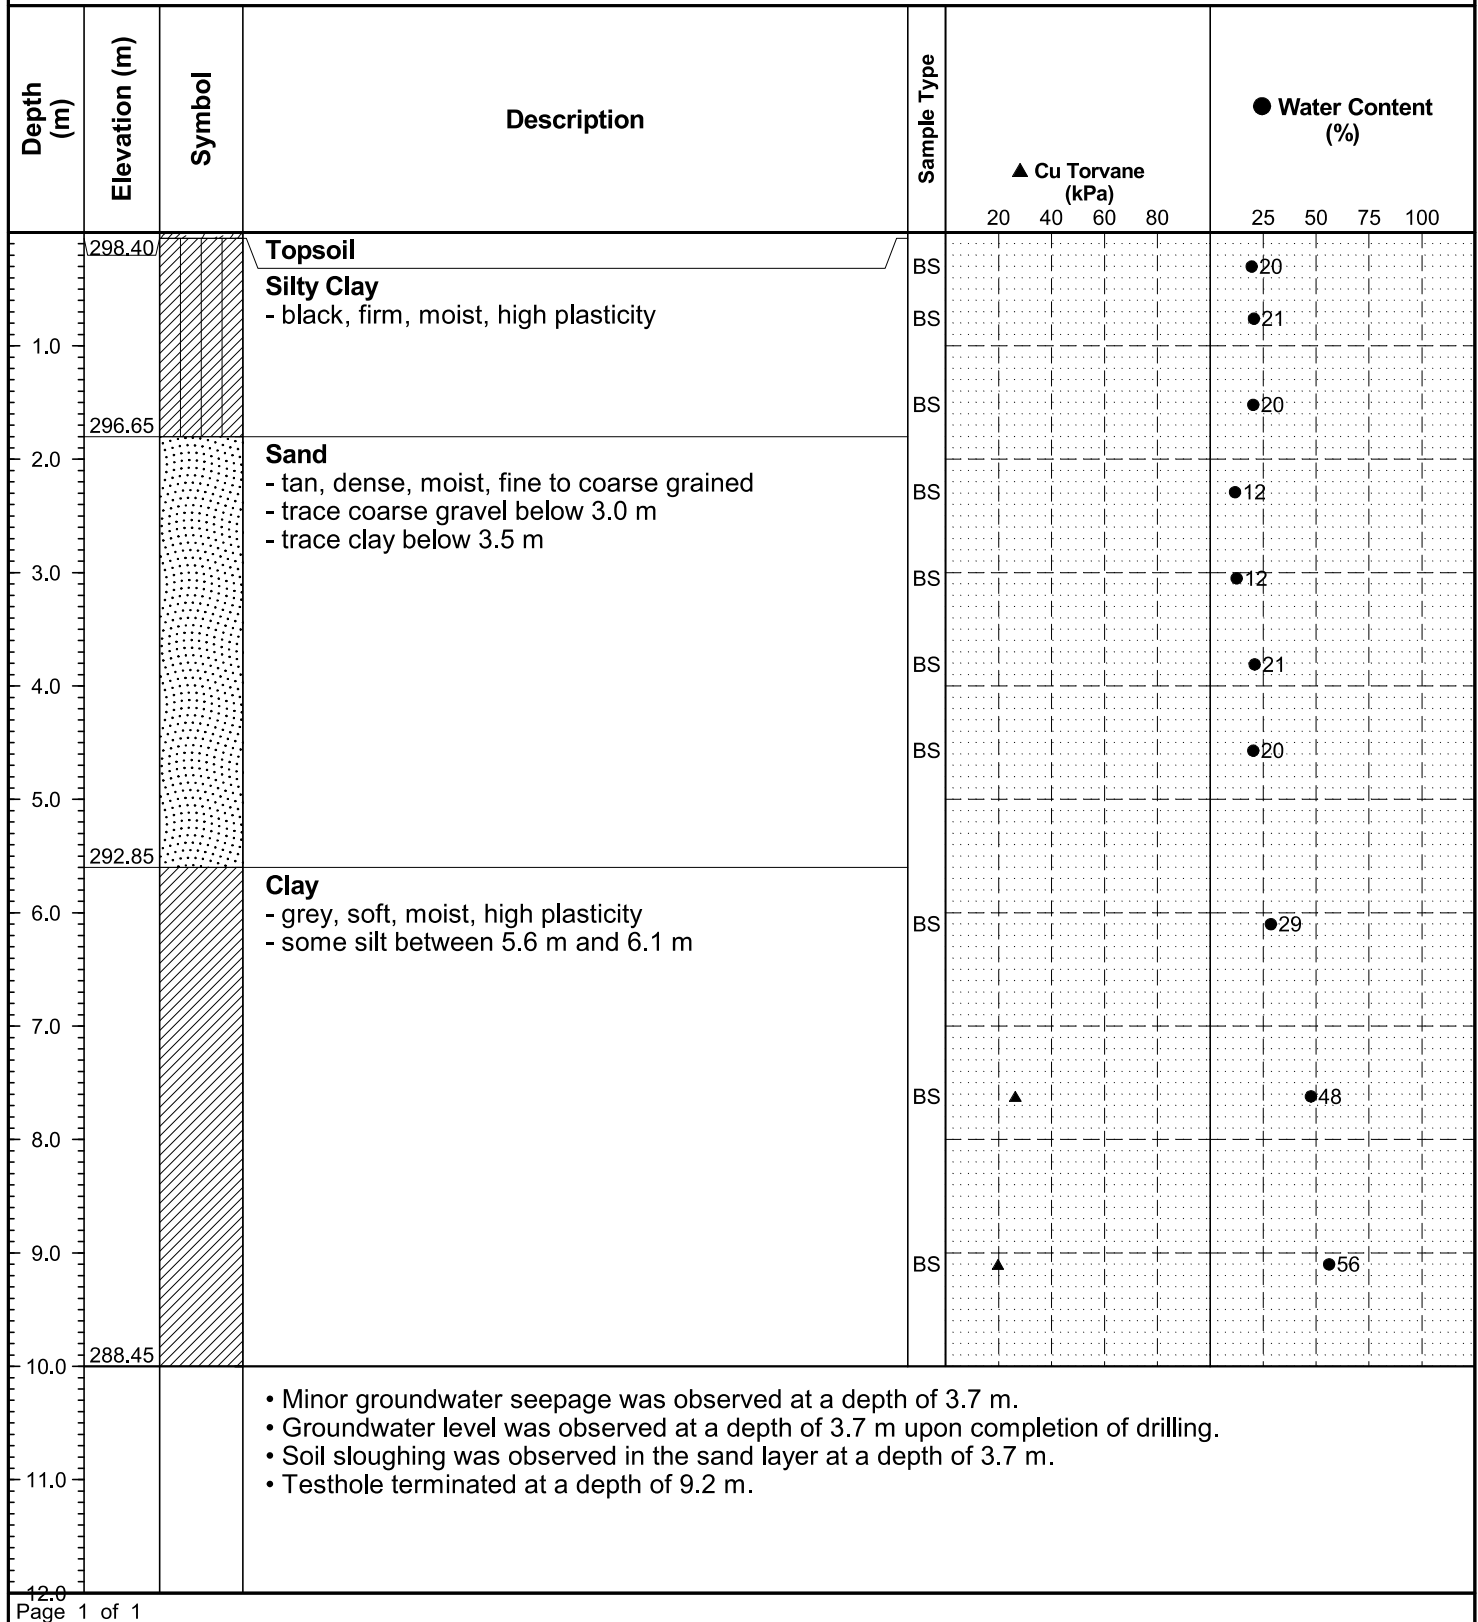 Depth
(m)
Elevation (m)
Symbol
Description
Sample Type
▲ Cu Torvane
(kPa)
20 40 60 80
● Water Content
(%)
25 50 75 100
298.40
Topsoil
BS 20
Silty Clay
- black, firm, moist, high plasticity
BS 21
1.0
BS 20
296.65
Sand
2.0
- tan, dense, moist, fine to coarse grained
BS 12
- trace coarse gravel below 3.0 m
- trace clay below 3.5 m
3.0
BS 12
BS 21
4.0
BS 20
5.0
292.85
Clay
6.0
- grey, soft, moist, high plasticity
BS 29
- some silt between 5.6 m and 6.1 m
7.0
BS 48
8.0
9.0
BS 56
288.45
10.0
• Minor groundwater seepage was observed at a depth of 3.7 m.
• Groundwater level was observed at a depth of 3.7 m upon completion of drilling.
• Soil sloughing was observed in the sand layer at a depth of 3.7 m.
11.0
• Testhole terminated at a depth of 9.2 m.
12.0
Page 1 of 1